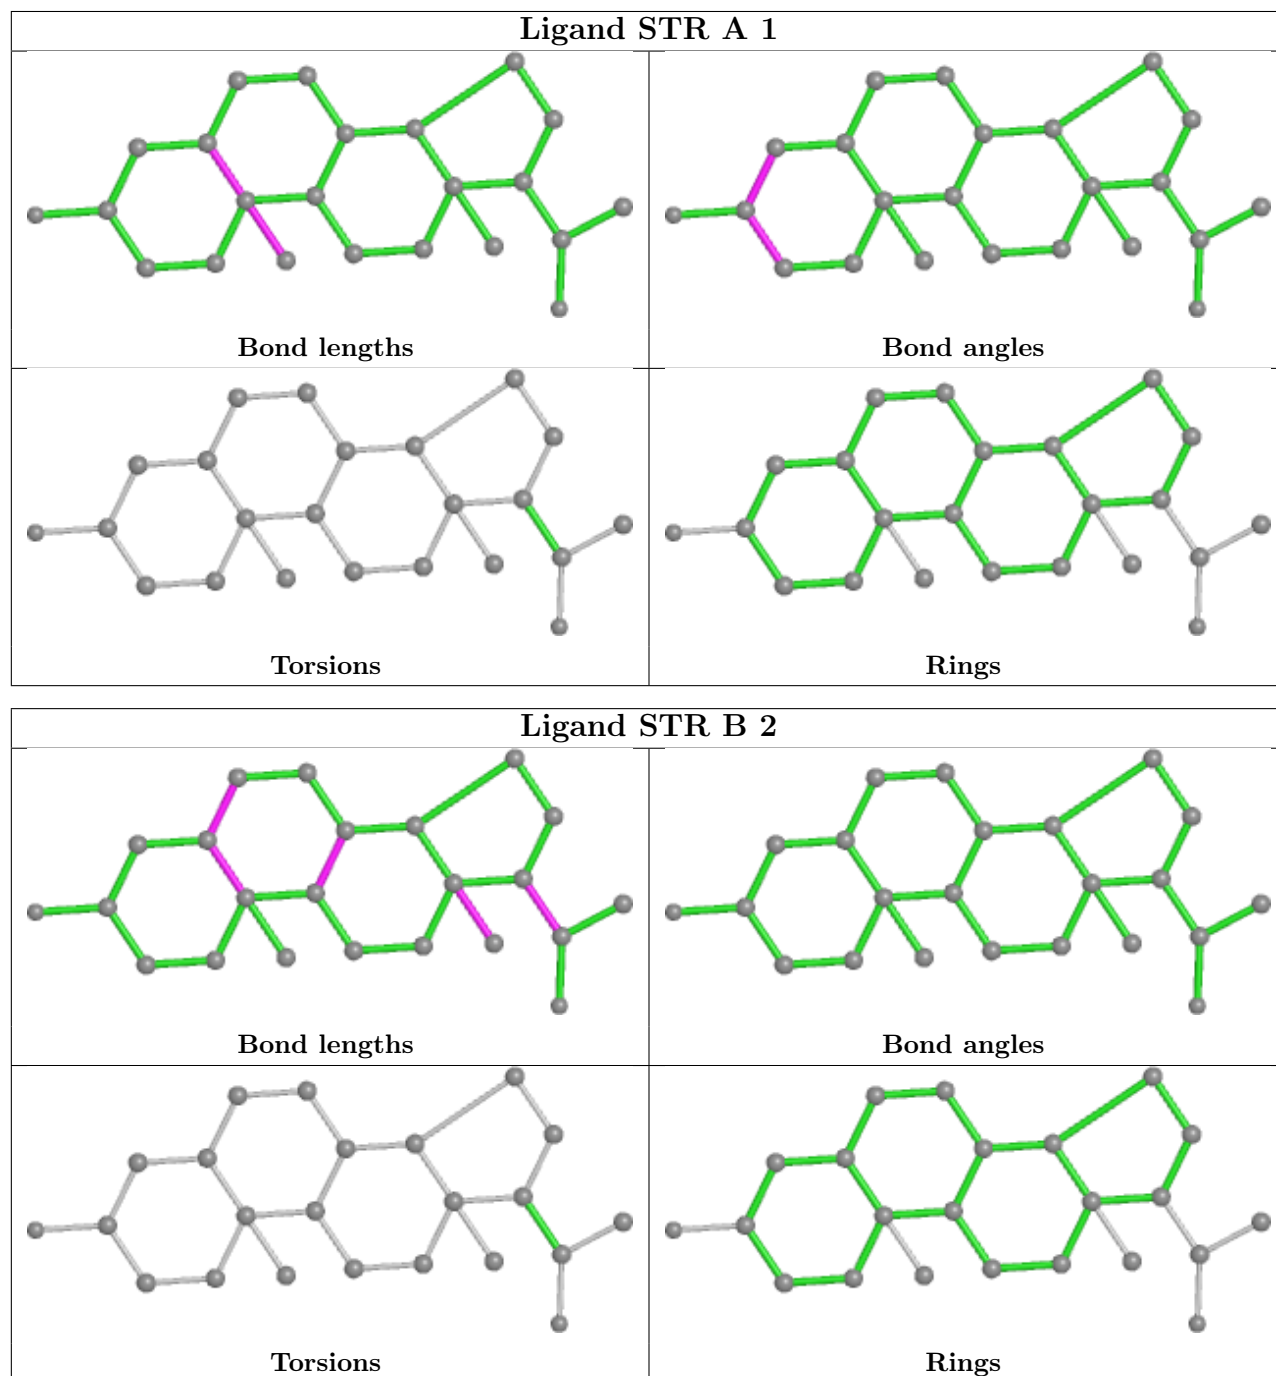 Ligand STR A 1
Bond lengths
Bond angles
Torsions
Rings
Ligand STR B 2
Bond lengths
Bond angles
Torsions
Rings